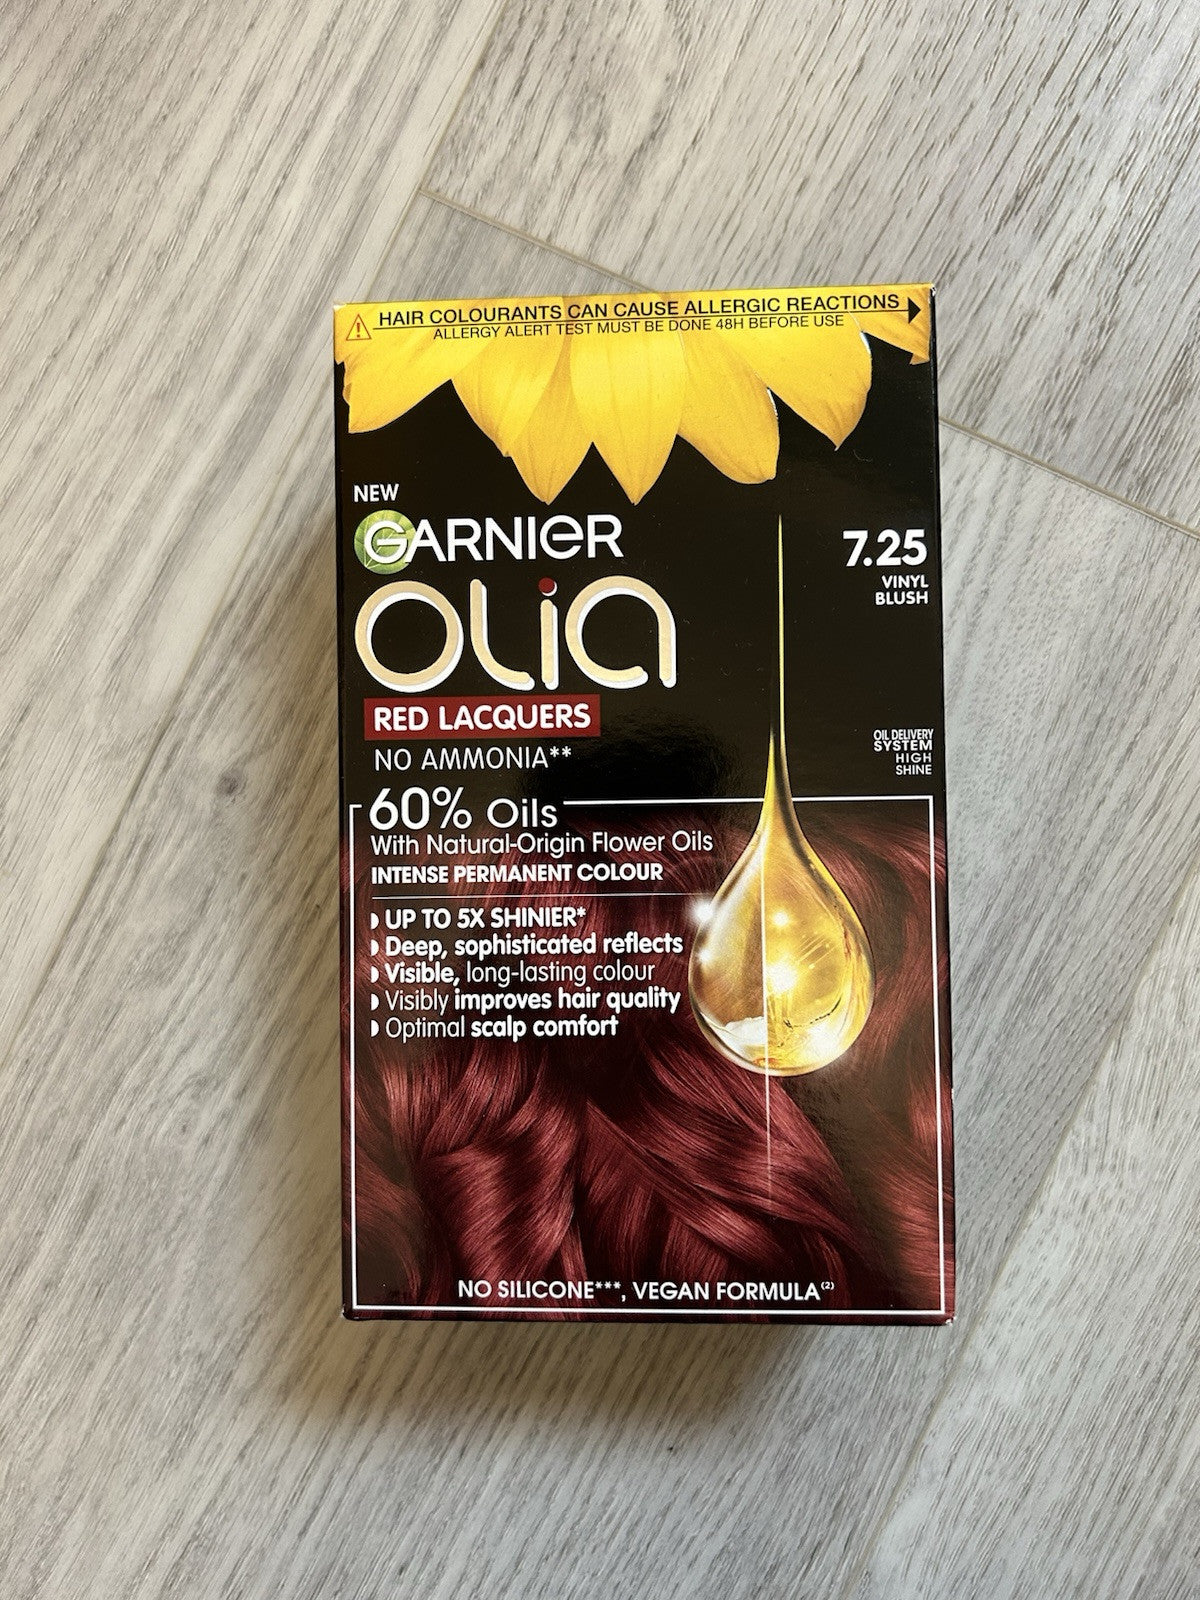 HAIR COLOURANTS CAN CAUSE ALLERGIC REACTIONS
ALLERGY ALERT TEST MUST BE DONE 48H BEFORE USE
NEW
GARNIER
OLIA
7.25
VINYL
BLUSH
RED LACQUERS
NO AMMONIA**
OIL DELIVERY
SYSTEM
HIGH
SHINE
60% Oils
With Natural-Origin Flower Oils
INTENSE PERMANENT COLOUR
UP TO 5X SHINIER*
Deep, sophisticated reflects
Visible, long-lasting colour
Visibly improves hair quality
Optimal scalp comfort
NO SILICONE***, VEGAN FORMULA(2)